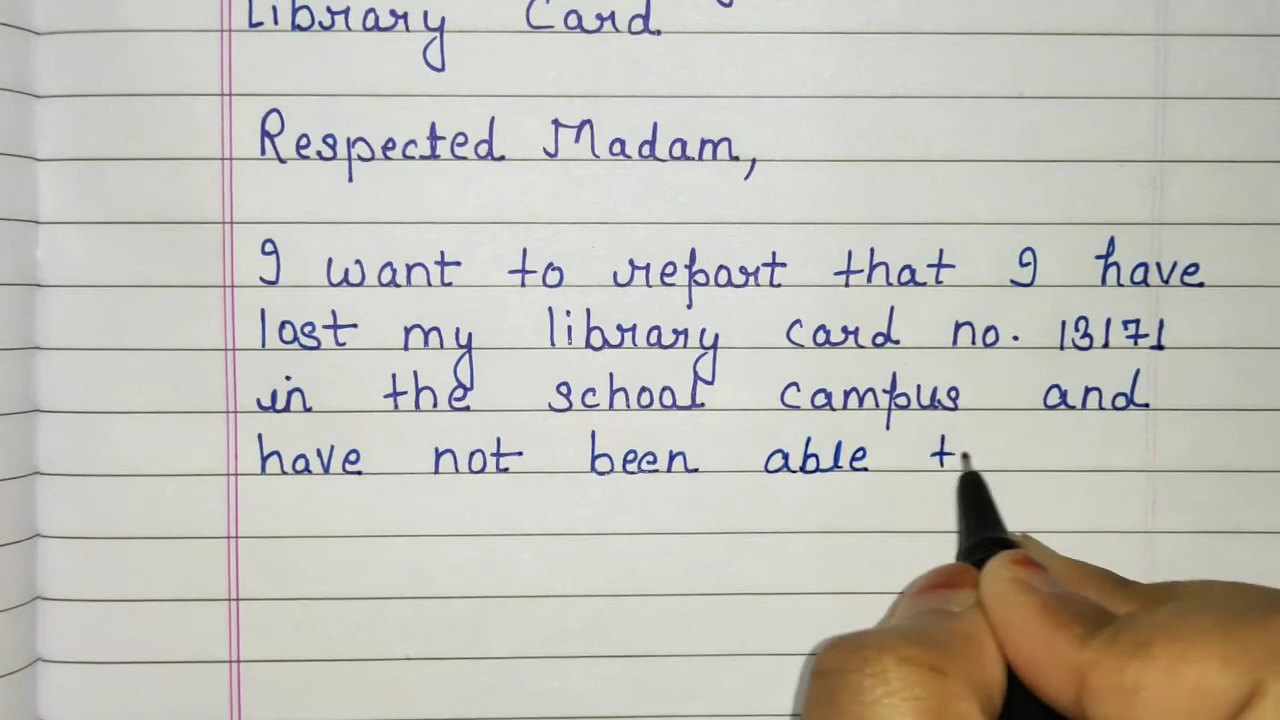 Library Card
Respected Madam,
I want to report that I have
lost my library card no. 13171
in the school campus and
have not been able t